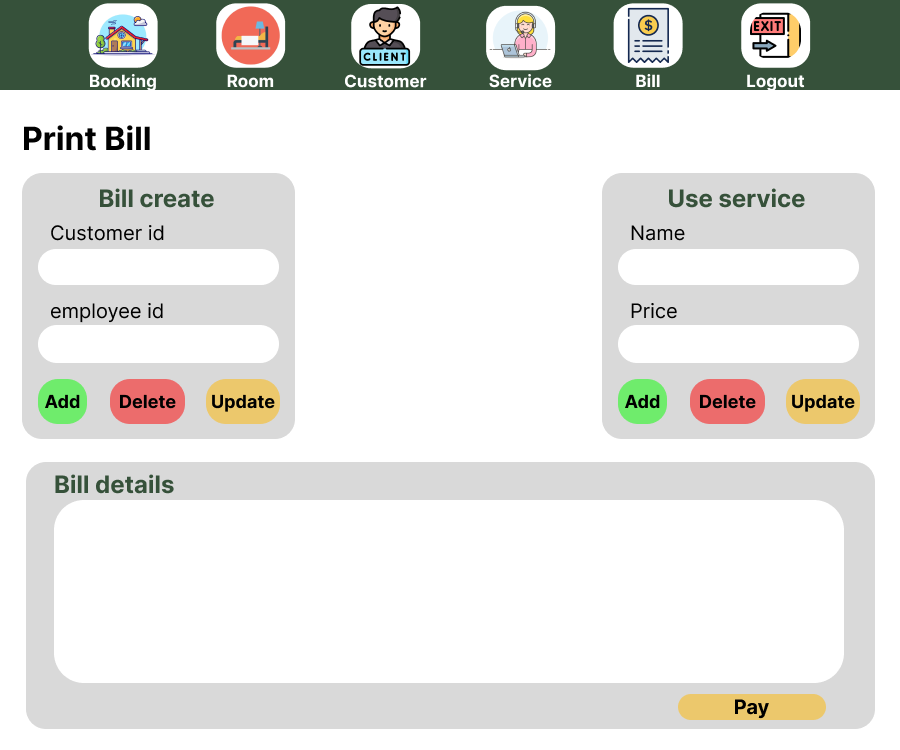 CLIENT
EXIT
Booking
Room
Customer
Service
Bill
Logout
Print Bill
Bill create
Customer id
employee id
Add
Delete
Update
Use service
Name
Price
Add
Delete
Update
Bill details
Pay